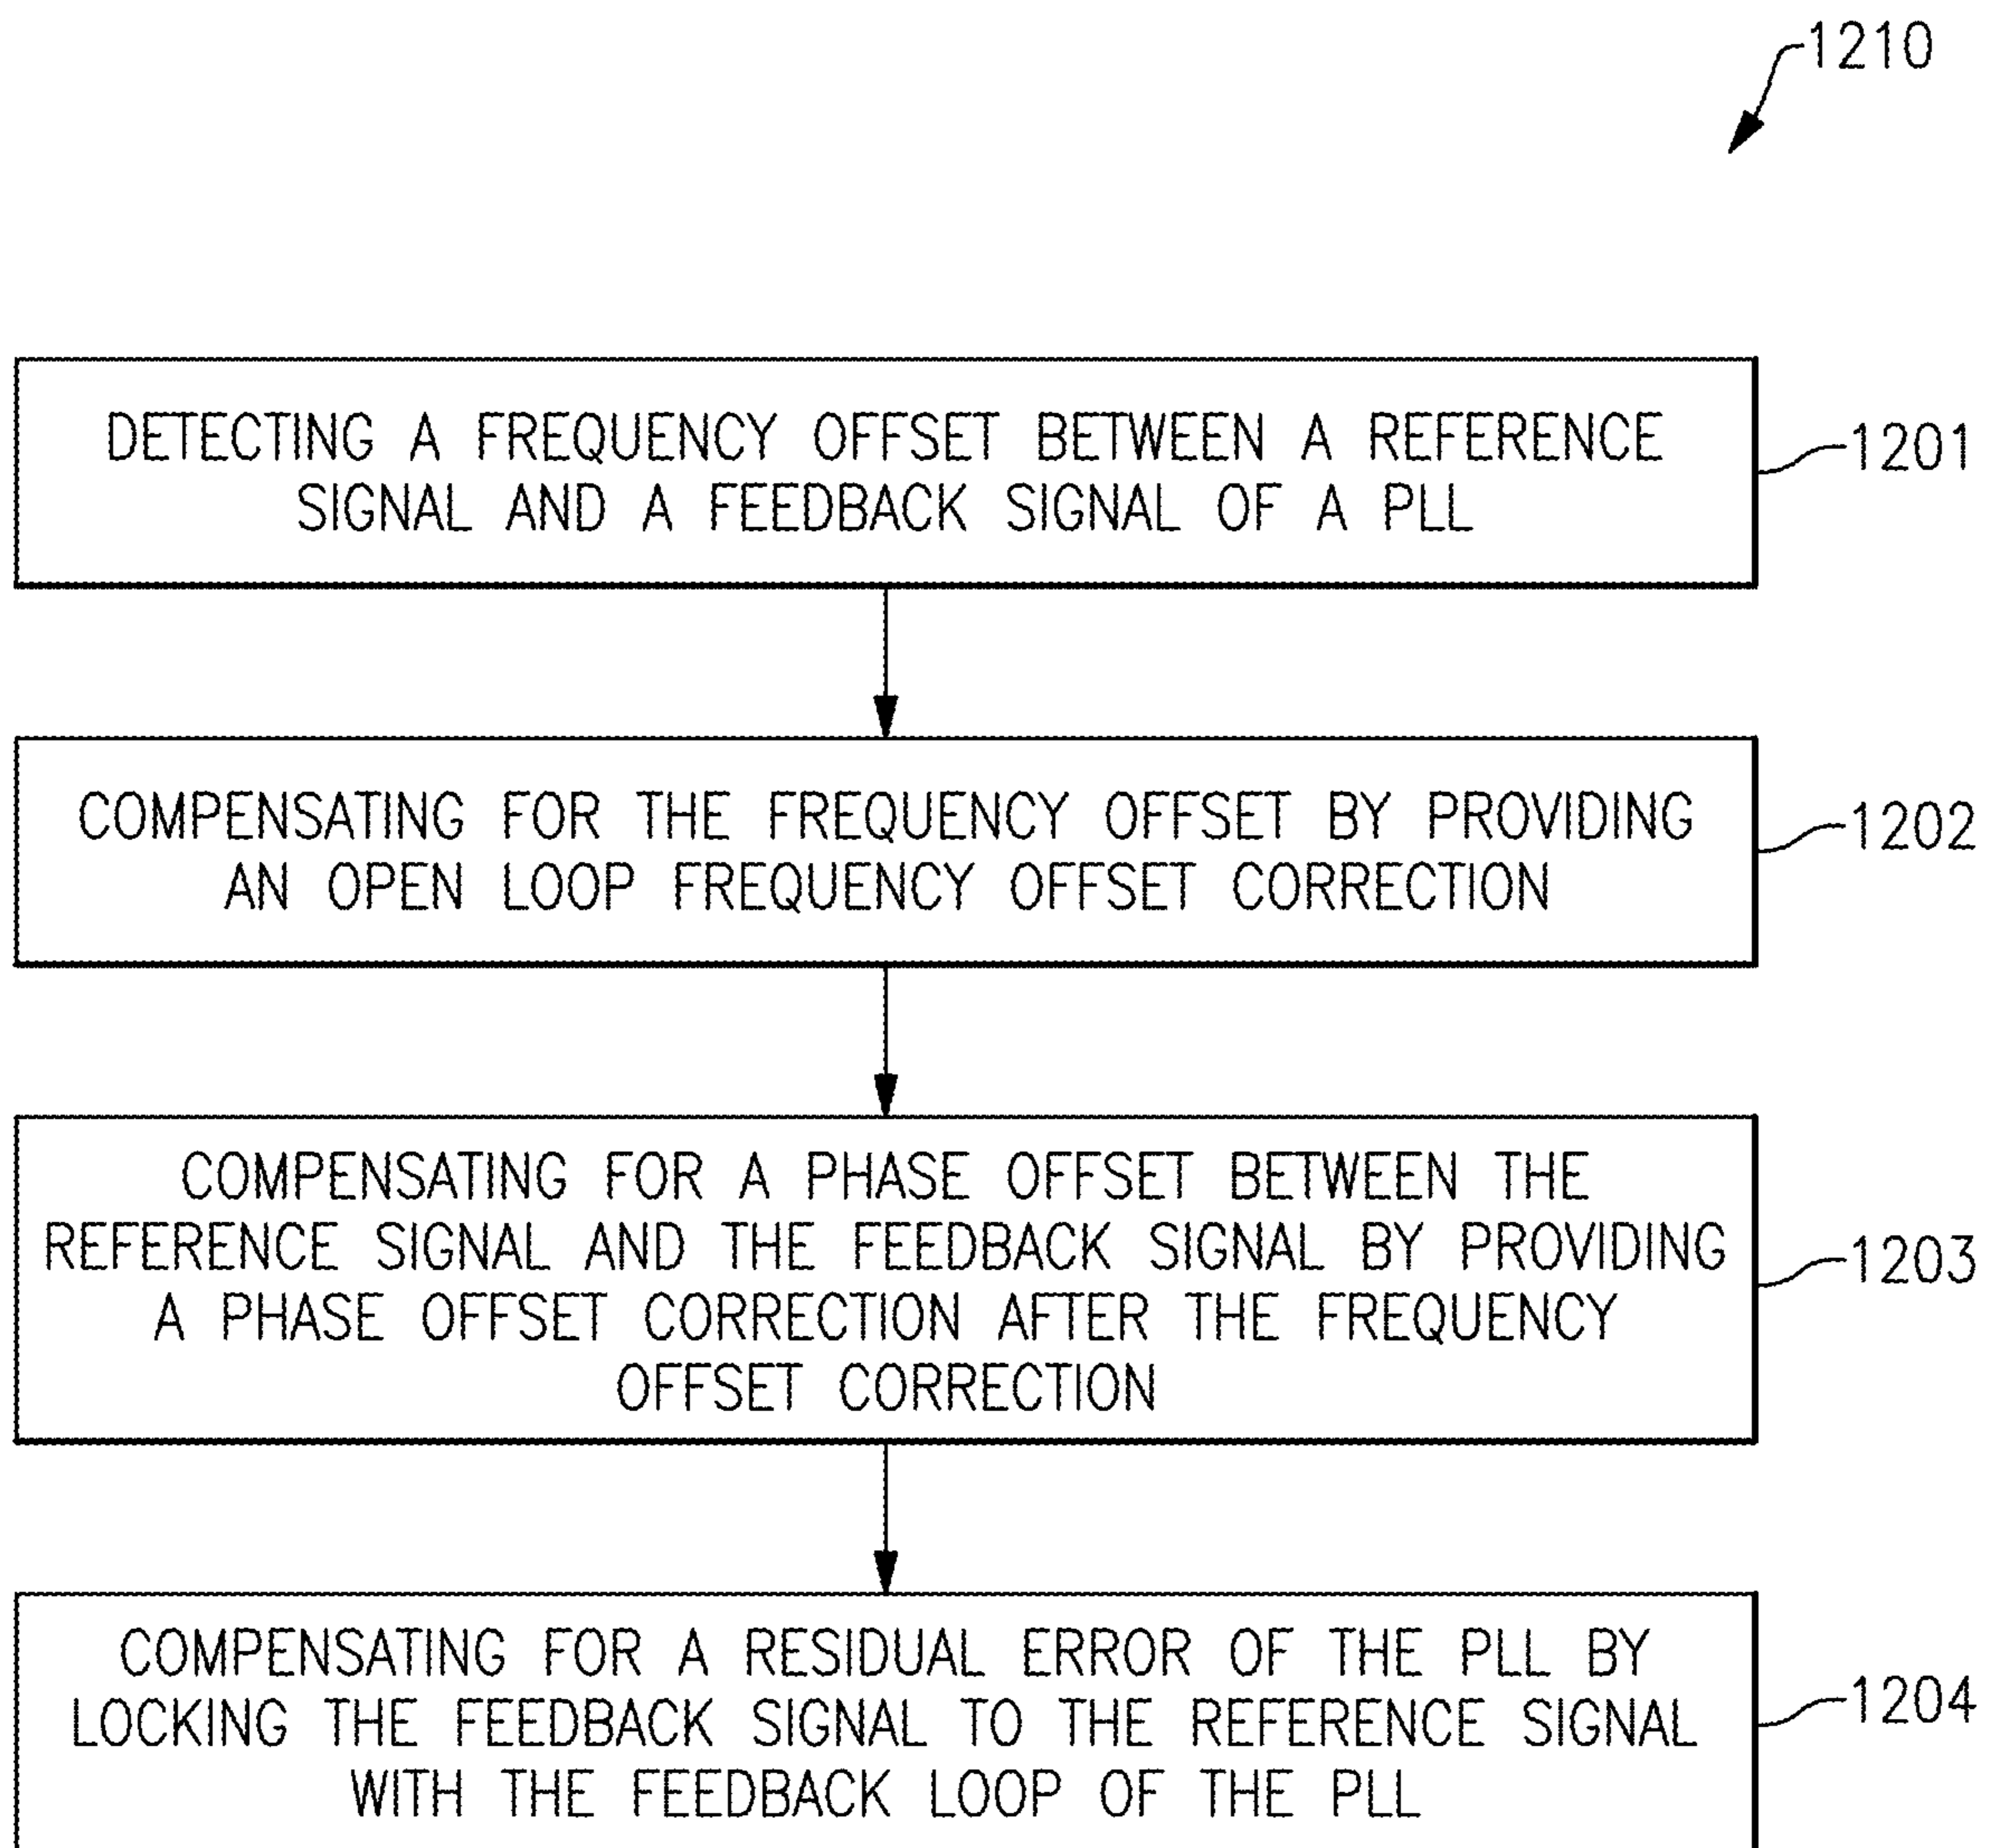 1210
DETECTING A FREQUENCY OFFSET BETWEEN A REFERENCE
SIGNAL AND A FEEDBACK SIGNAL OF A PLL
1201
COMPENSATING FOR THE FREQUENCY OFFSET BY PROVIDING
AN OPEN LOOP FREQUENCY OFFSET CORRECTION
1202
COMPENSATING FOR A PHASE OFFSET BETWEEN THE
REFERENCE SIGNAL AND THE FEEDBACK SIGNAL BY PROVIDING
A PHASE OFFSET CORRECTION AFTER THE FREQUENCY
OFFSET CORRECTION
1203
COMPENSATING FOR A RESIDUAL ERROR OF THE PLL BY
LOCKING THE FEEDBACK SIGNAL TO THE REFERENCE SIGNAL
WITH THE FEEDBACK LOOP OF THE PLL
1204